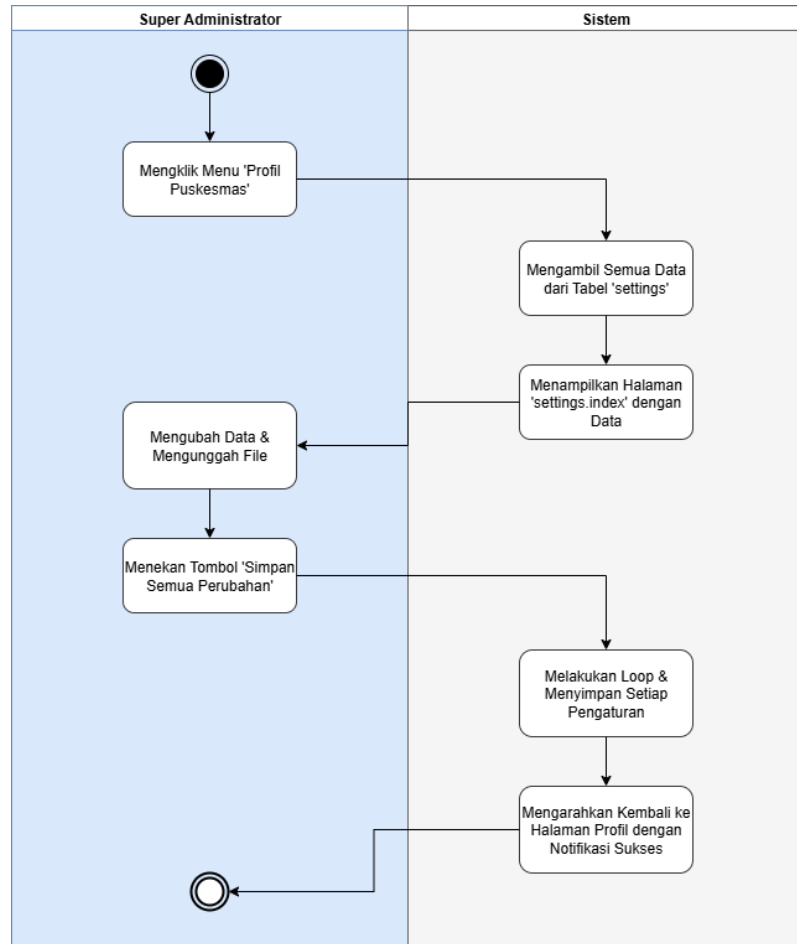 Super Administrator
Sistem
Mengklik Menu 'Profil
Puskesmas'
Mengambil Semua Data
dari Tabel 'settings'
Menampilkan Halaman
'settings.index' dengan
Data
Mengubah Data &
Mengunggah File
Menekan Tombol 'Simpan
Semua Perubahan'
Melakukan Loop &
Menyimpan Setiap
Pengaturan
Mengarahkan Kembali ke
Halaman Profil dengan
Notifikasi Sukses